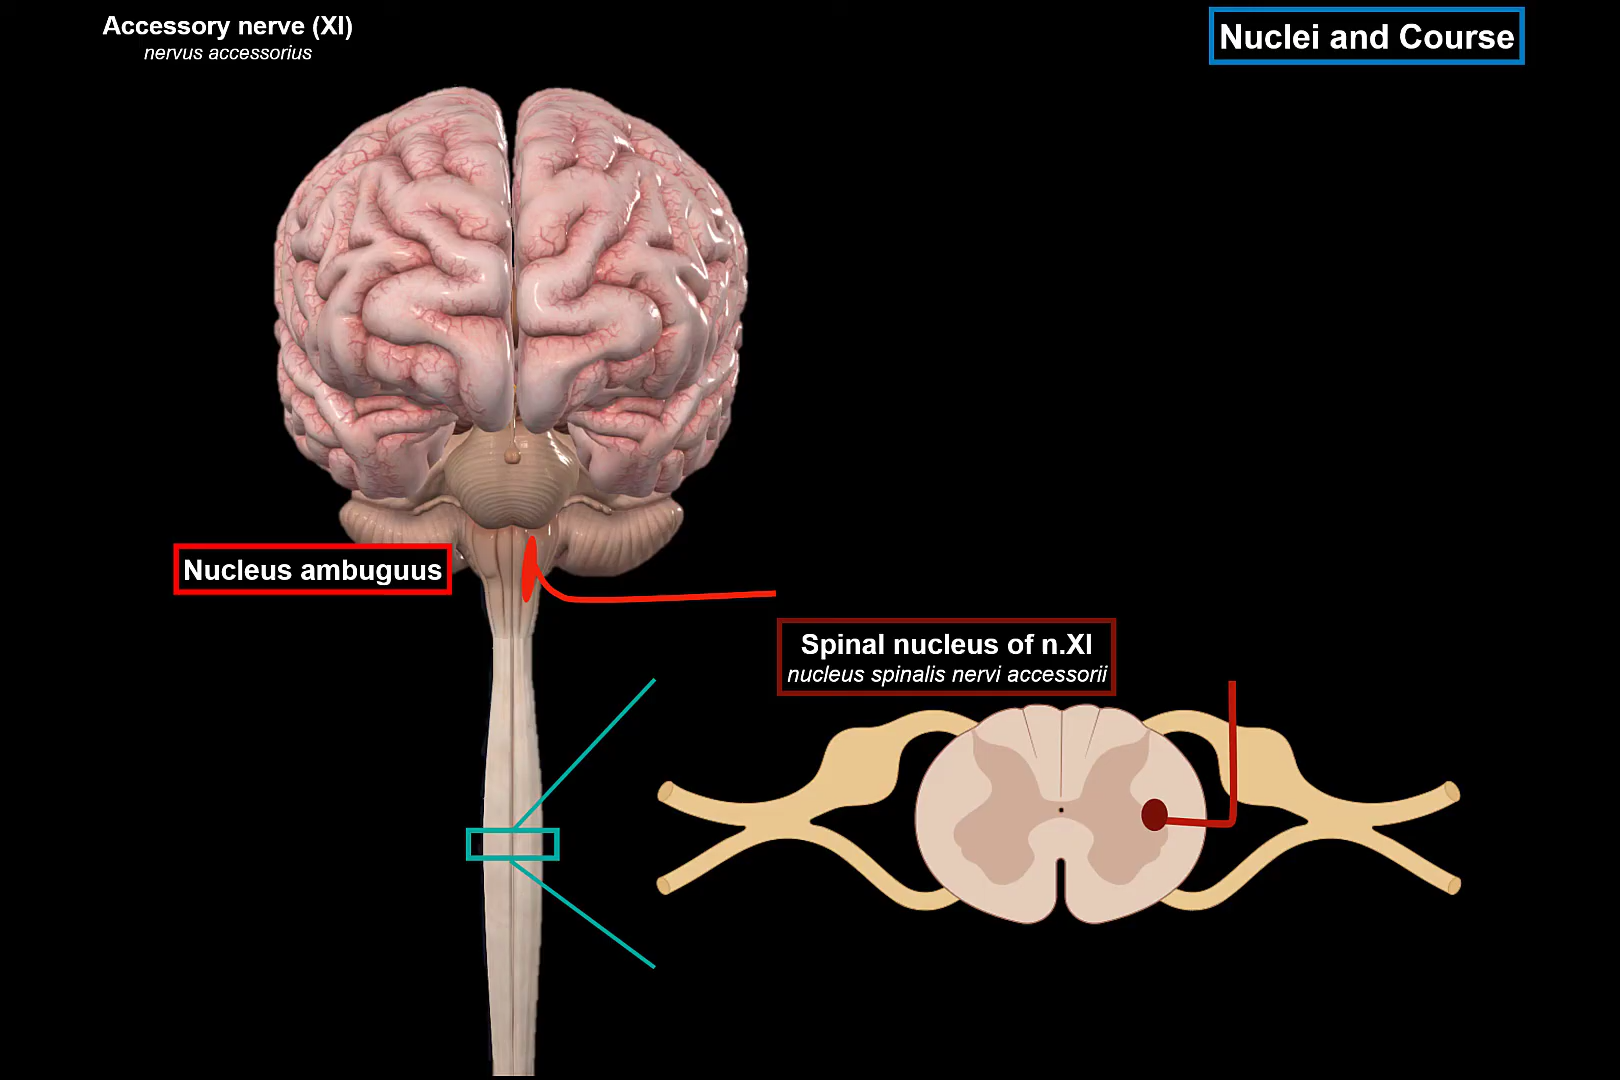 Accessory nerve (XI)
nervus accessorius
Nuclei and Course
Nucleus ambuguus
Spinal nucleus of n.XI
nucleus spinalis nervi accessorii